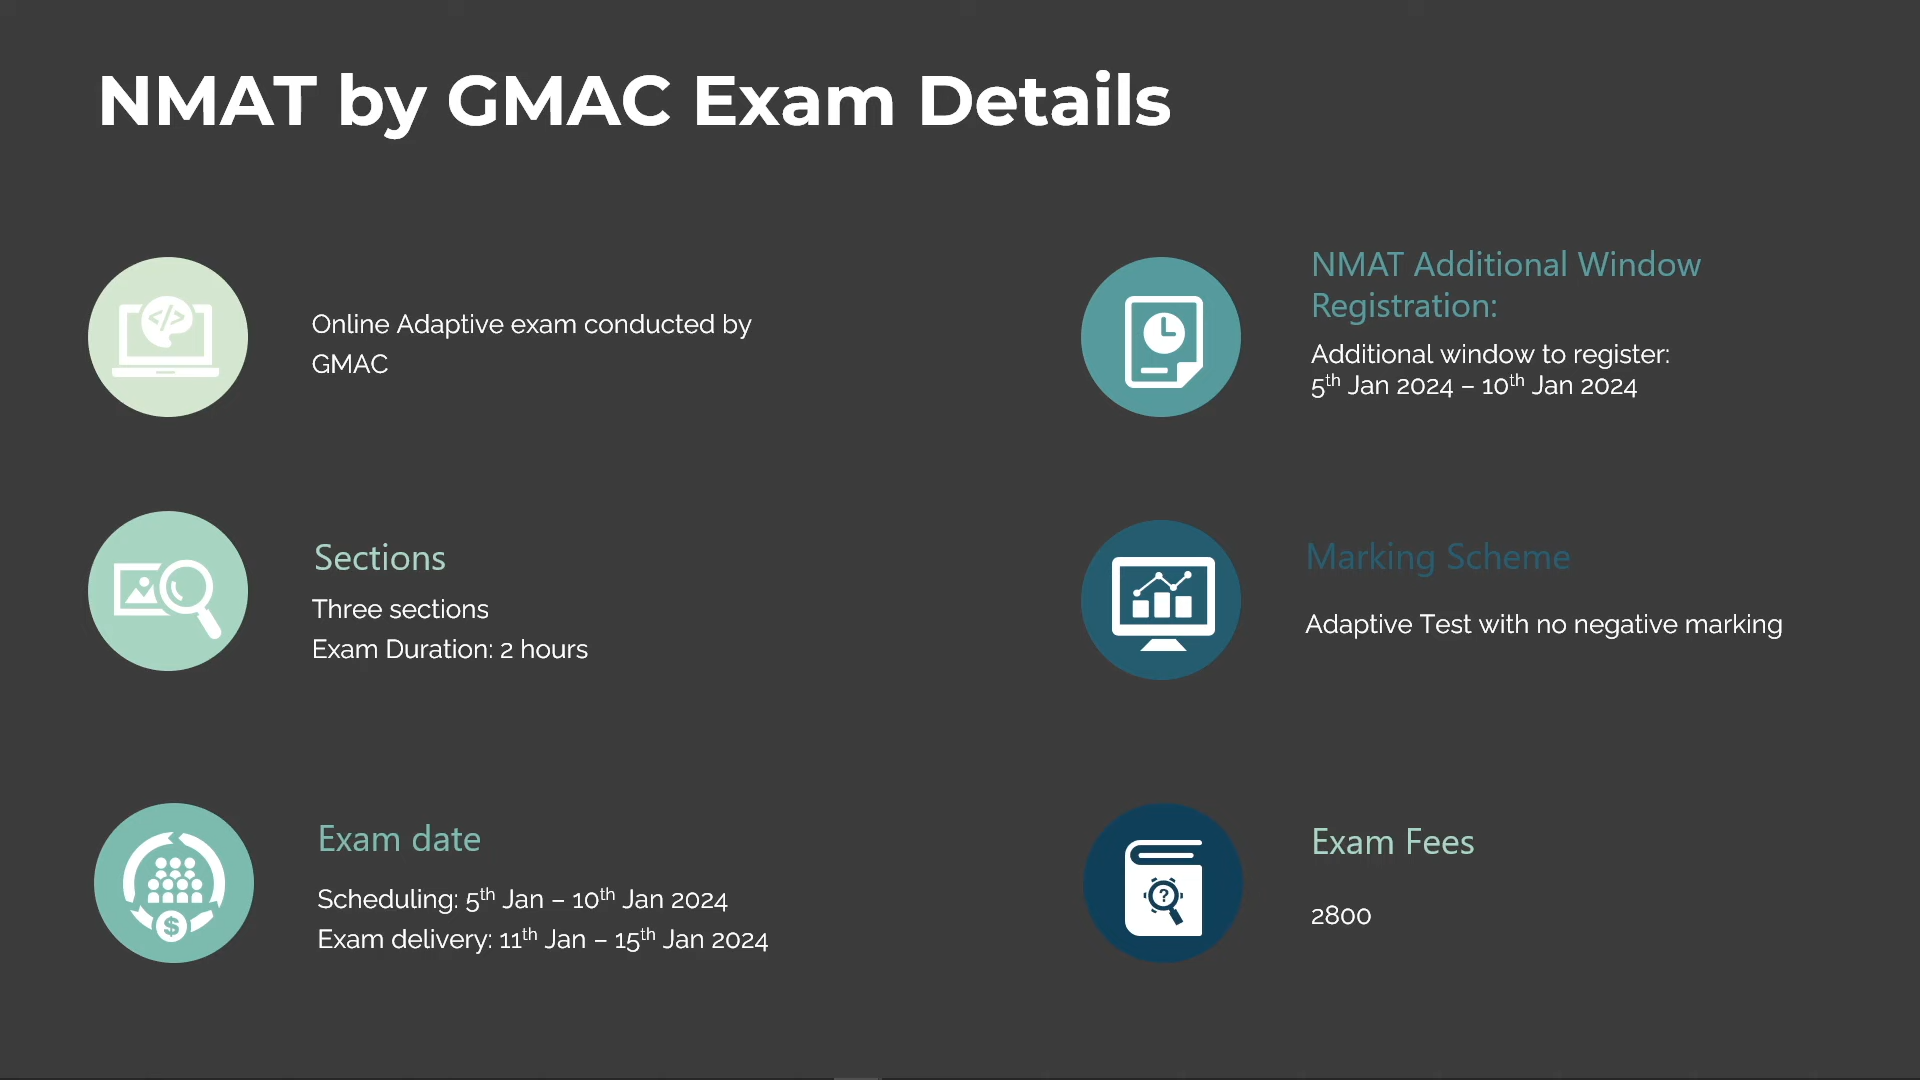 NMAT by GMAC Exam Details
Online Adaptive exam conducted by
GMAC
NMAT Additional Window
Registration:
Additional window to register:
5th Jan 2024 – 10th Jan 2024
Sections
Three sections
Exam Duration: 2 hours
Marking Scheme
Adaptive Test with no negative marking
Exam date
Scheduling: 5th Jan – 10th Jan 2024
Exam delivery: 11th Jan – 15th Jan 2024
Exam Fees
2800